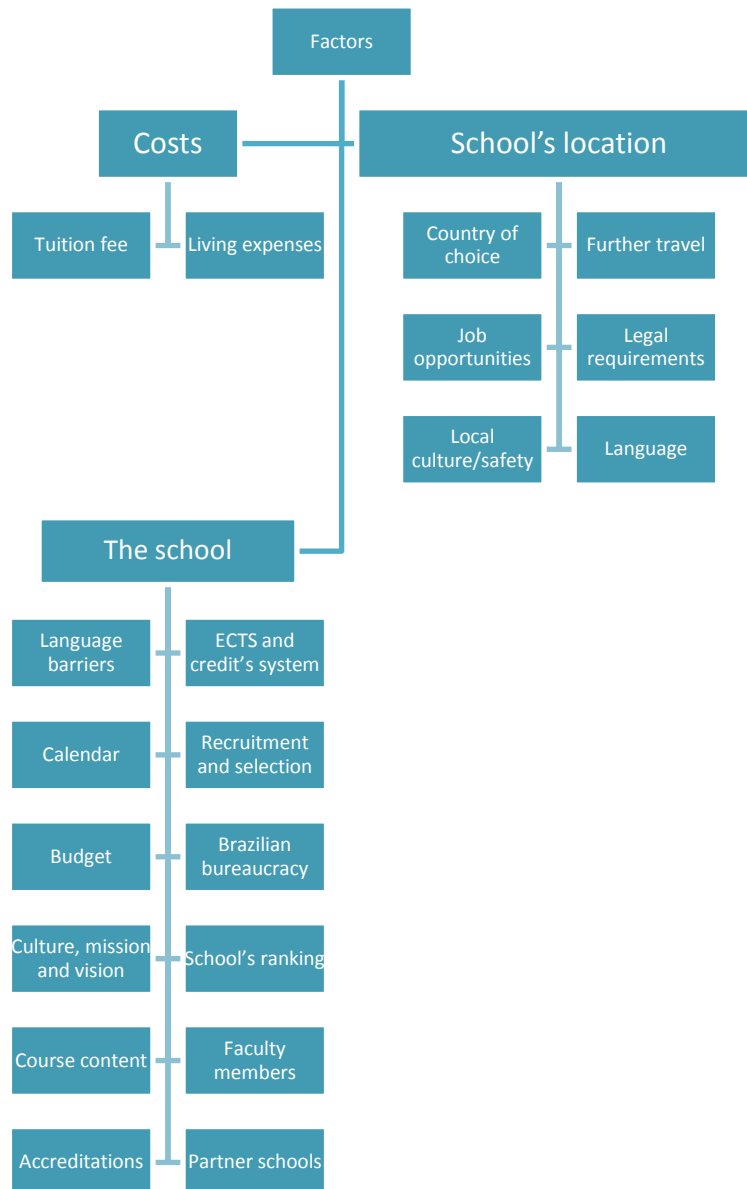 Factors
Costs
School's location
Tuition fee
Living expenses
Country of
choice
Further travel
Job
opportunities
Legal
requirements
Local
culture/safety
Language
The school
Language
barriers
ECTS and
credit's system
Calendar
Recruitment
and selection
Budget
Brazilian
bureaucracy
Culture, mission
and vision
School's ranking
Course content
Faculty
members
Accreditations
Partner schools